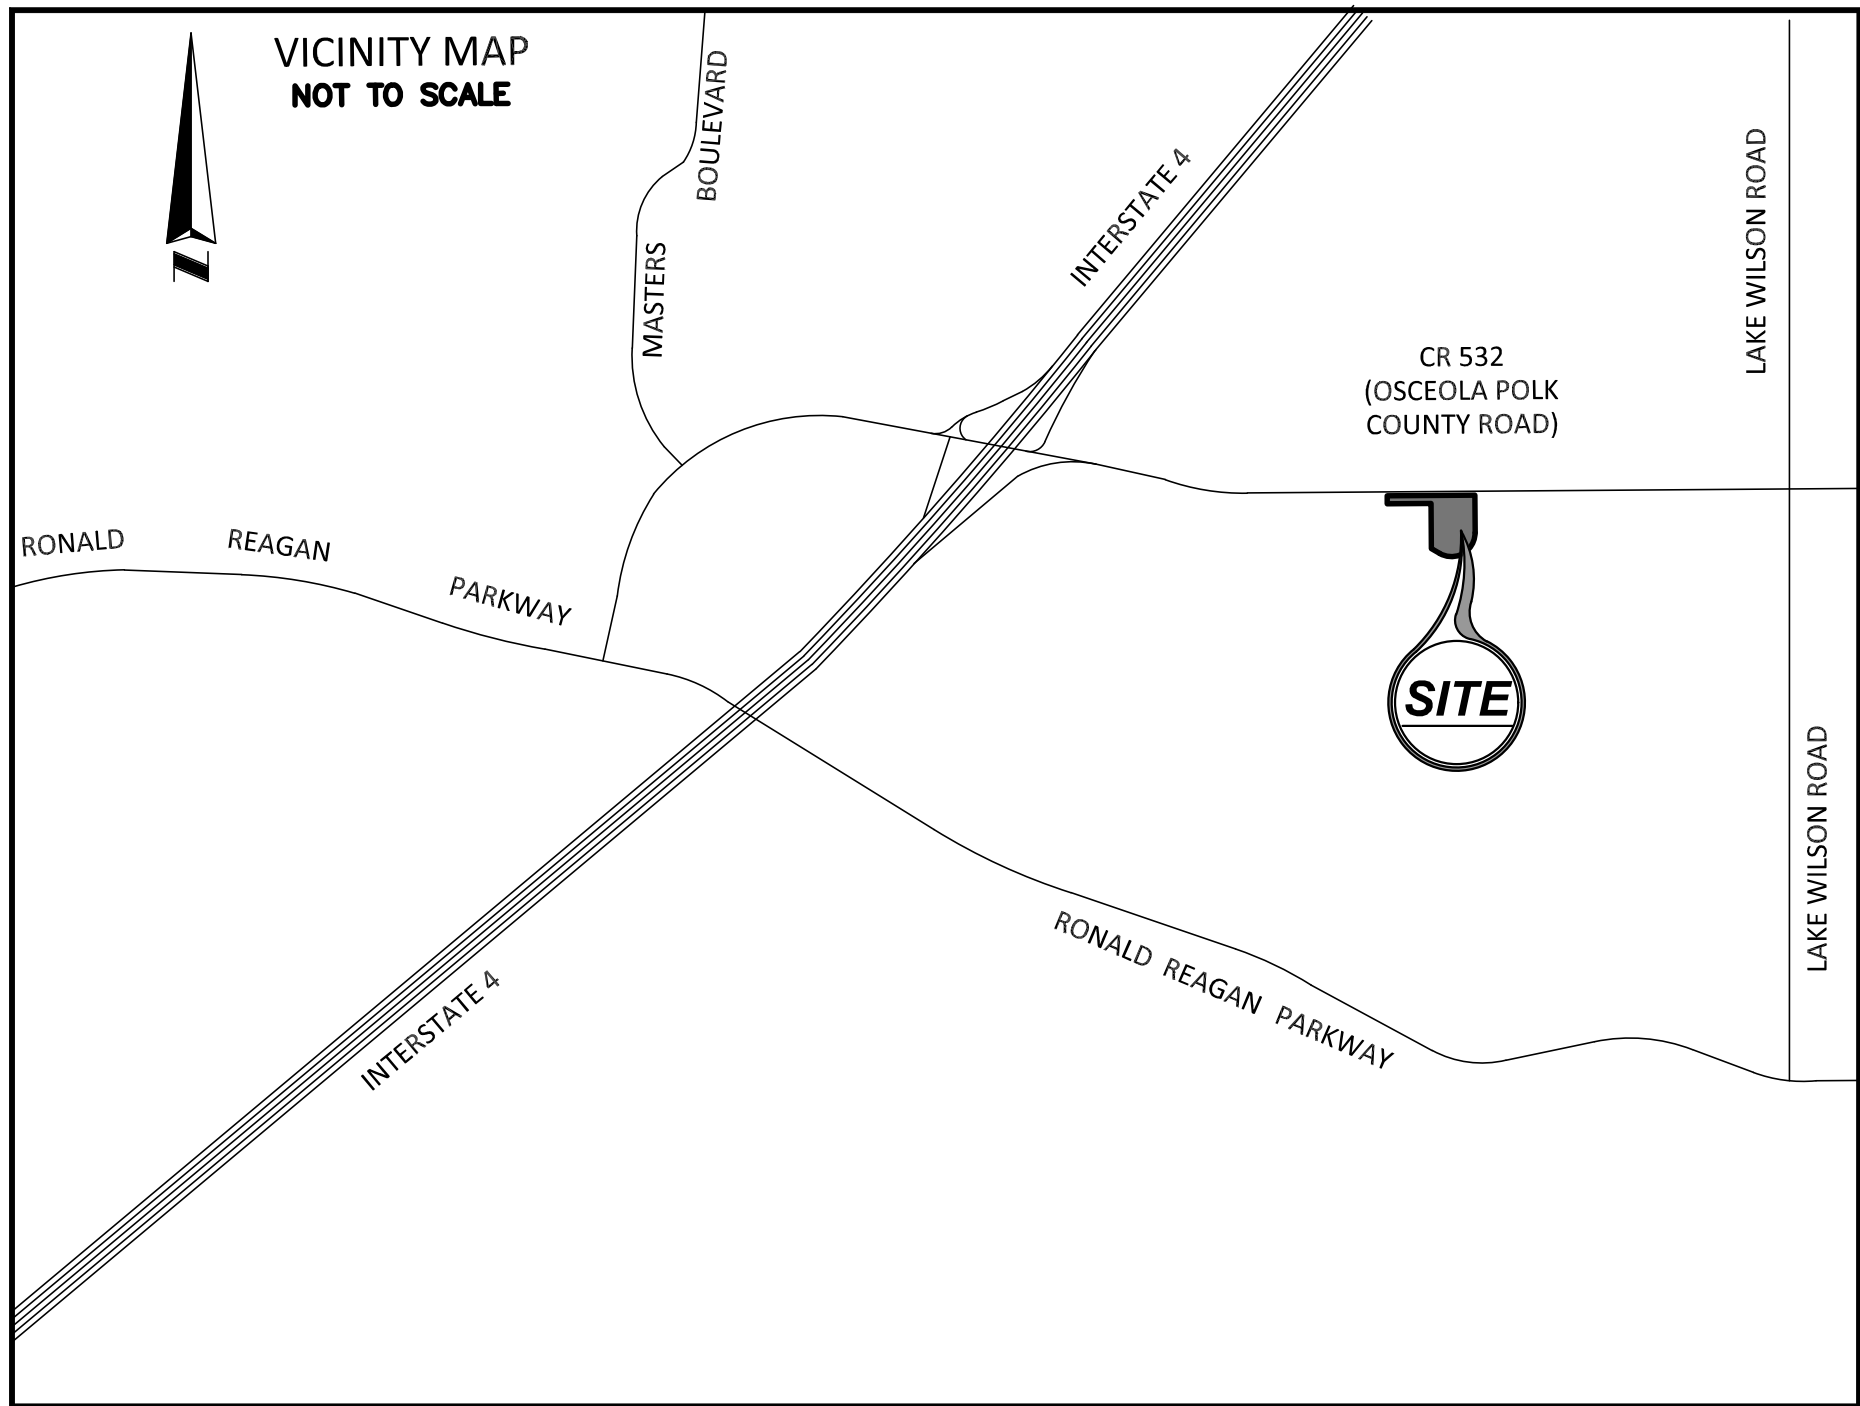 VICINITY MAP
NOT TO SCALE
N
BOULEVARD
MASTERS
INTERSTATE 4
LAKE WILSON ROAD
CR 532
(OSCEOLA POLK
COUNTY ROAD)
RONALD REAGAN PARKWAY
SITE
LAKE WILSON ROAD
RONALD REAGAN PARKWAY
INTERSTATE 4